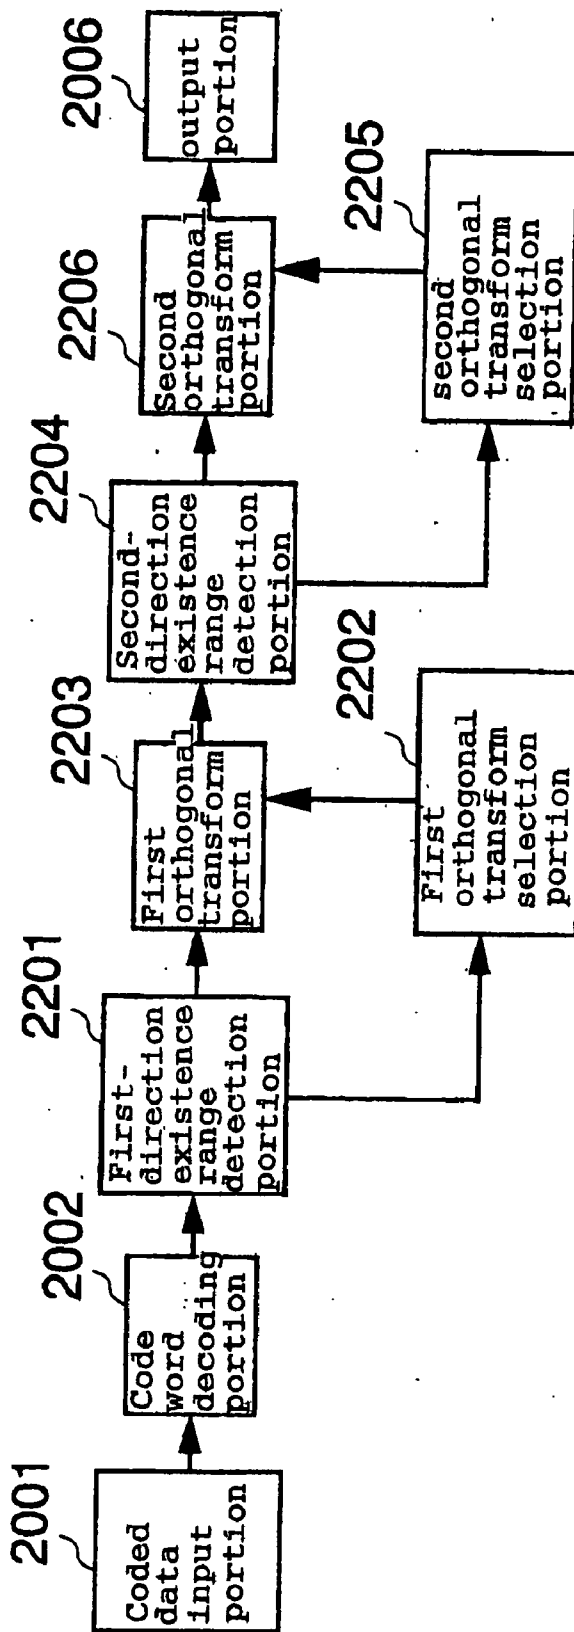 2001
Coded
data
input
portion
2002
Code
word
decoding
portion
2201
First-
direction
existence
range
detection
portion
2203
First
orthogonal
transform
portion
2204
Second-
direction
existence
range
detection
portion
2206
Second
orthogonal
transform
portion
2006
output
portion
2202
First
orthogonal
transform
selection
portion
2205
second
orthogonal
transform
selection
portion